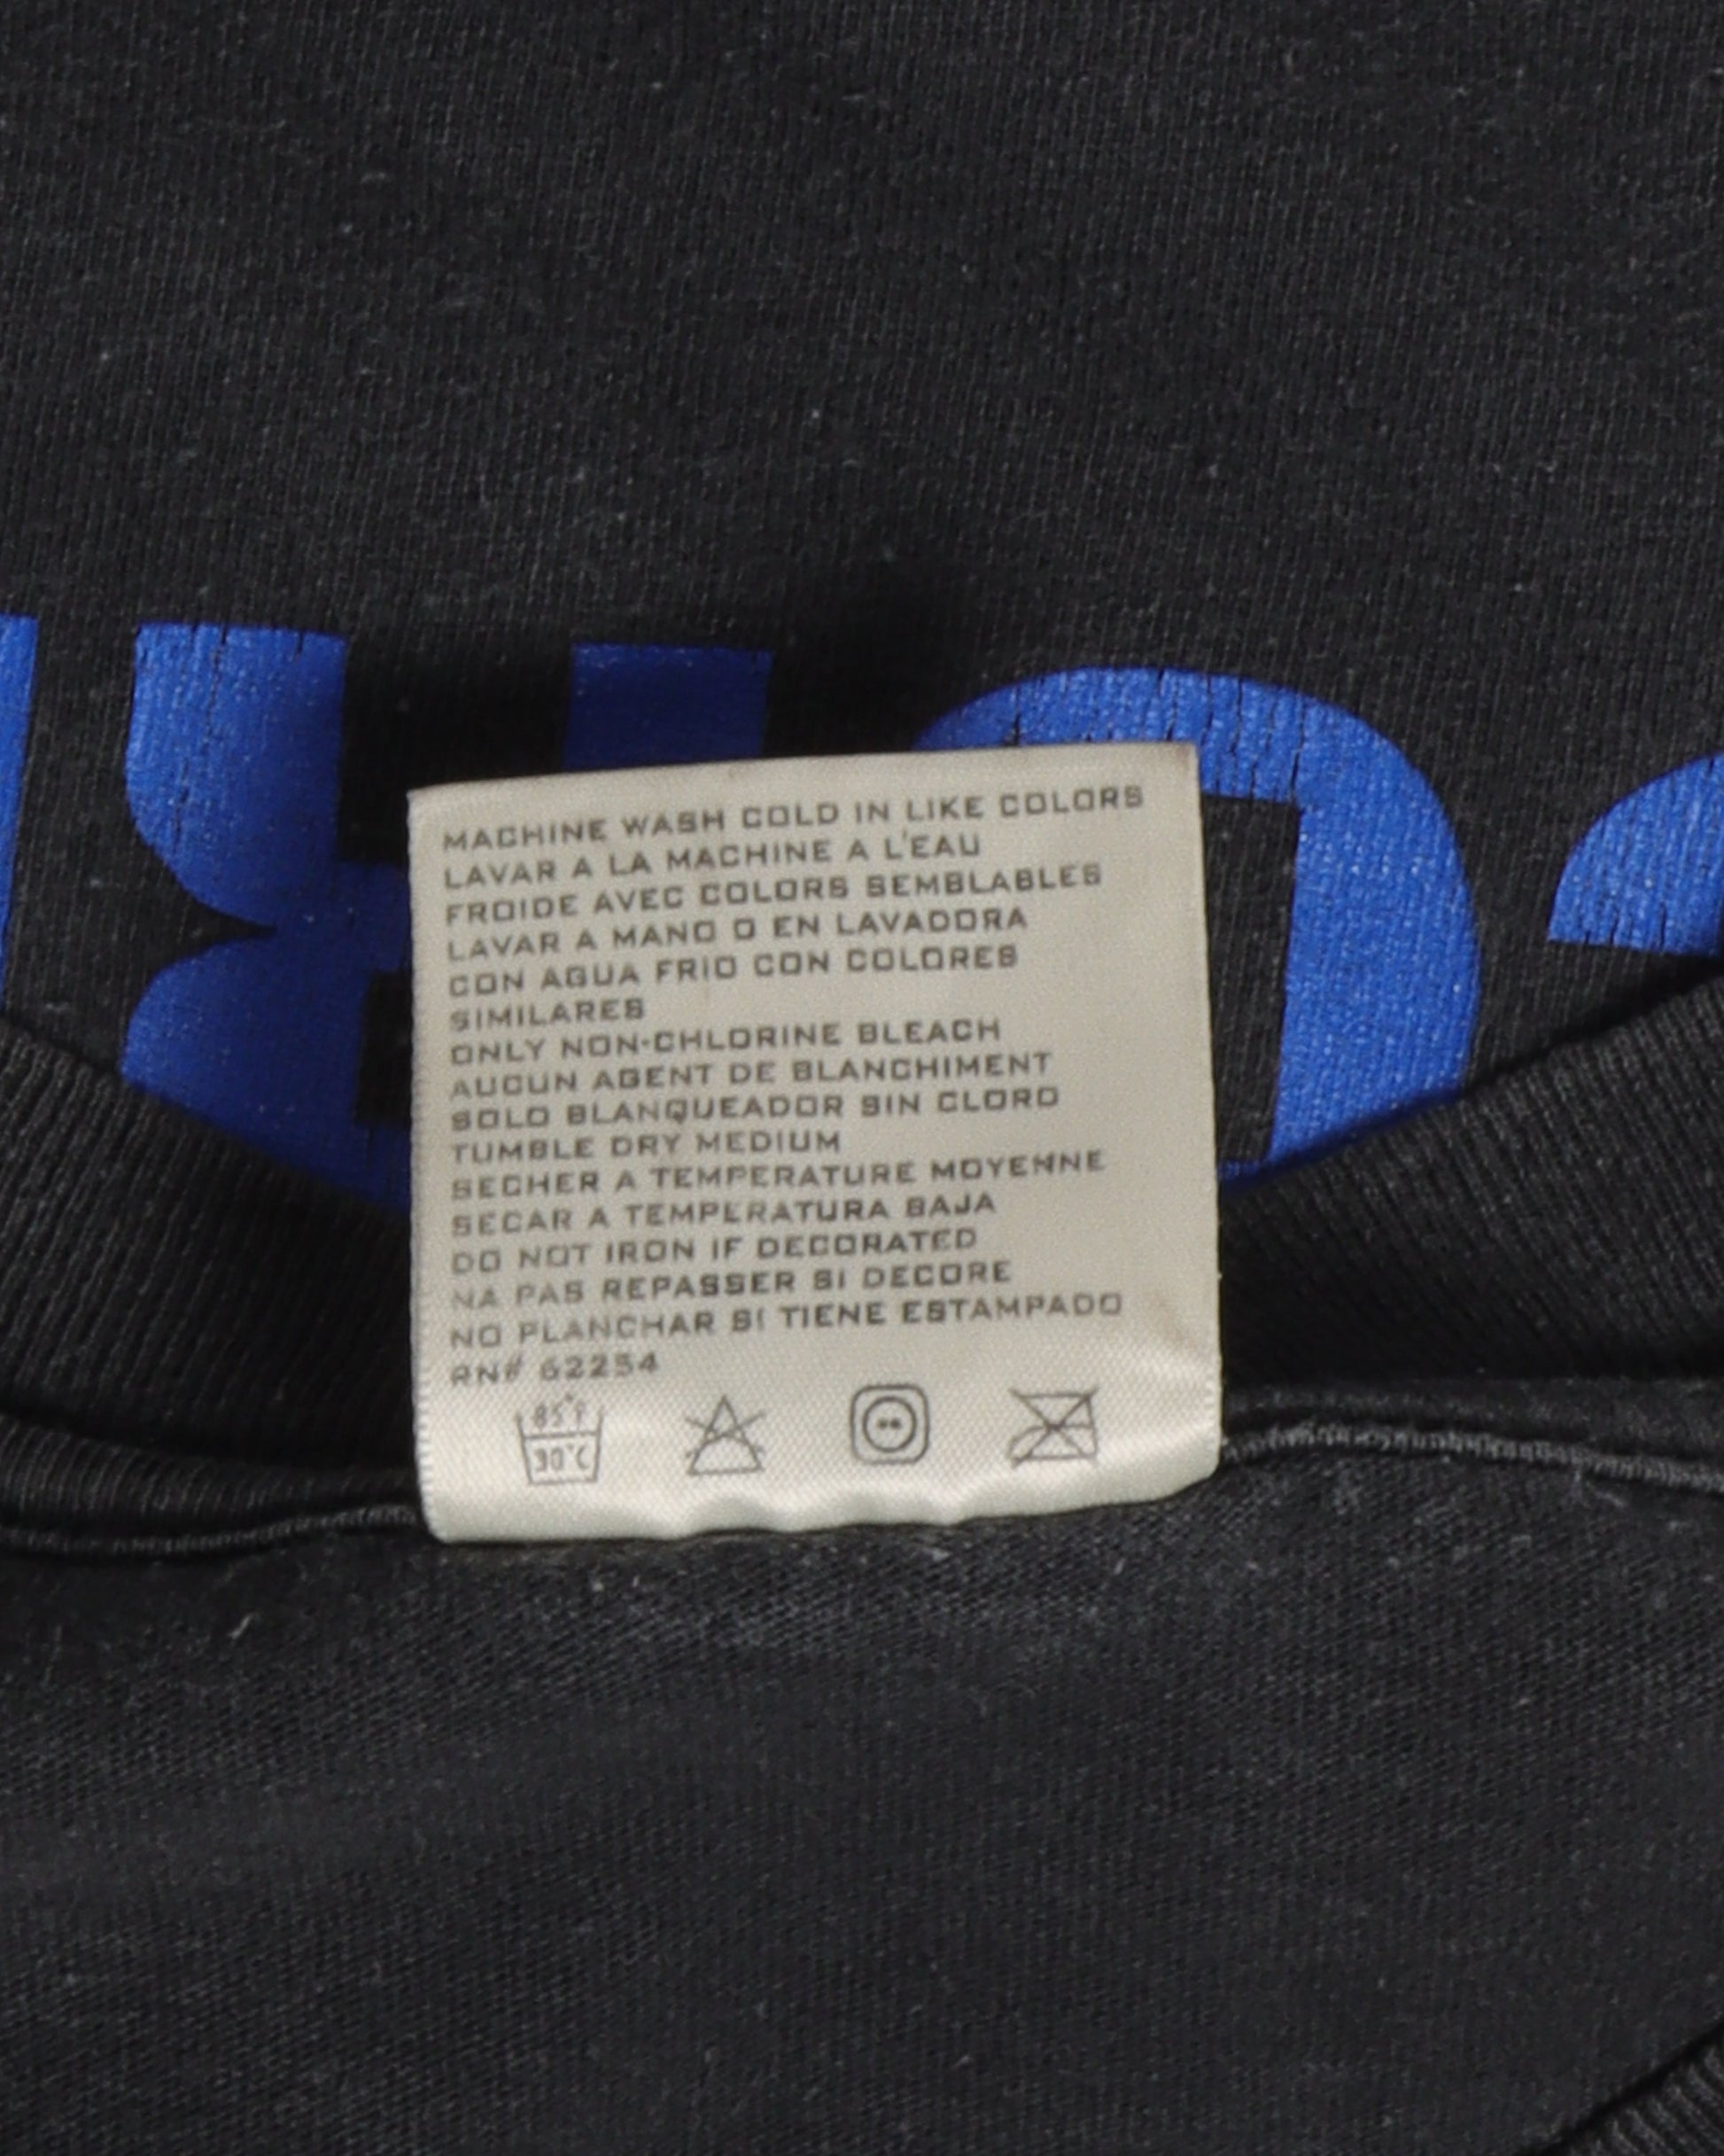 MACHINE WASH COLD IN LIKE COLORS
LAVAR A LA MACHINE A L'EAU
FROIDE AVEC COLORS SEMBLABLES
LAVAR A MANO O EN LAVADORA
CON AGUA FRIO CON COLORES
SIMILARES
ONLY NON-CHLORINE BLEACH
AUCUN AGENT DE BLANCHIMENT
SOLO BLANQUEADOR SIN CLORO
TUMBLE DRY MEDIUM
SECHER A TEMPERATURE MOYENNE
SECAR A TEMPERATURA BAJA
DO NOT IRON IF DECORATED
NA PAS REPASSER SI DECORE
NO PLANCHAR SI TIENE ESTAMPADO
RN# 62254
85°F
30°C